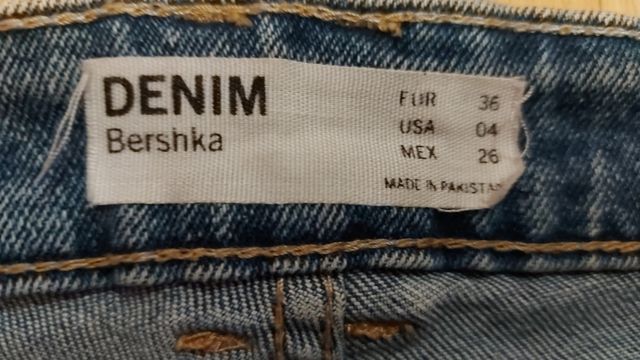 DENIM
Bershka
EUR 36
USA 04
MEX 26
MADE IN PAKISTAN